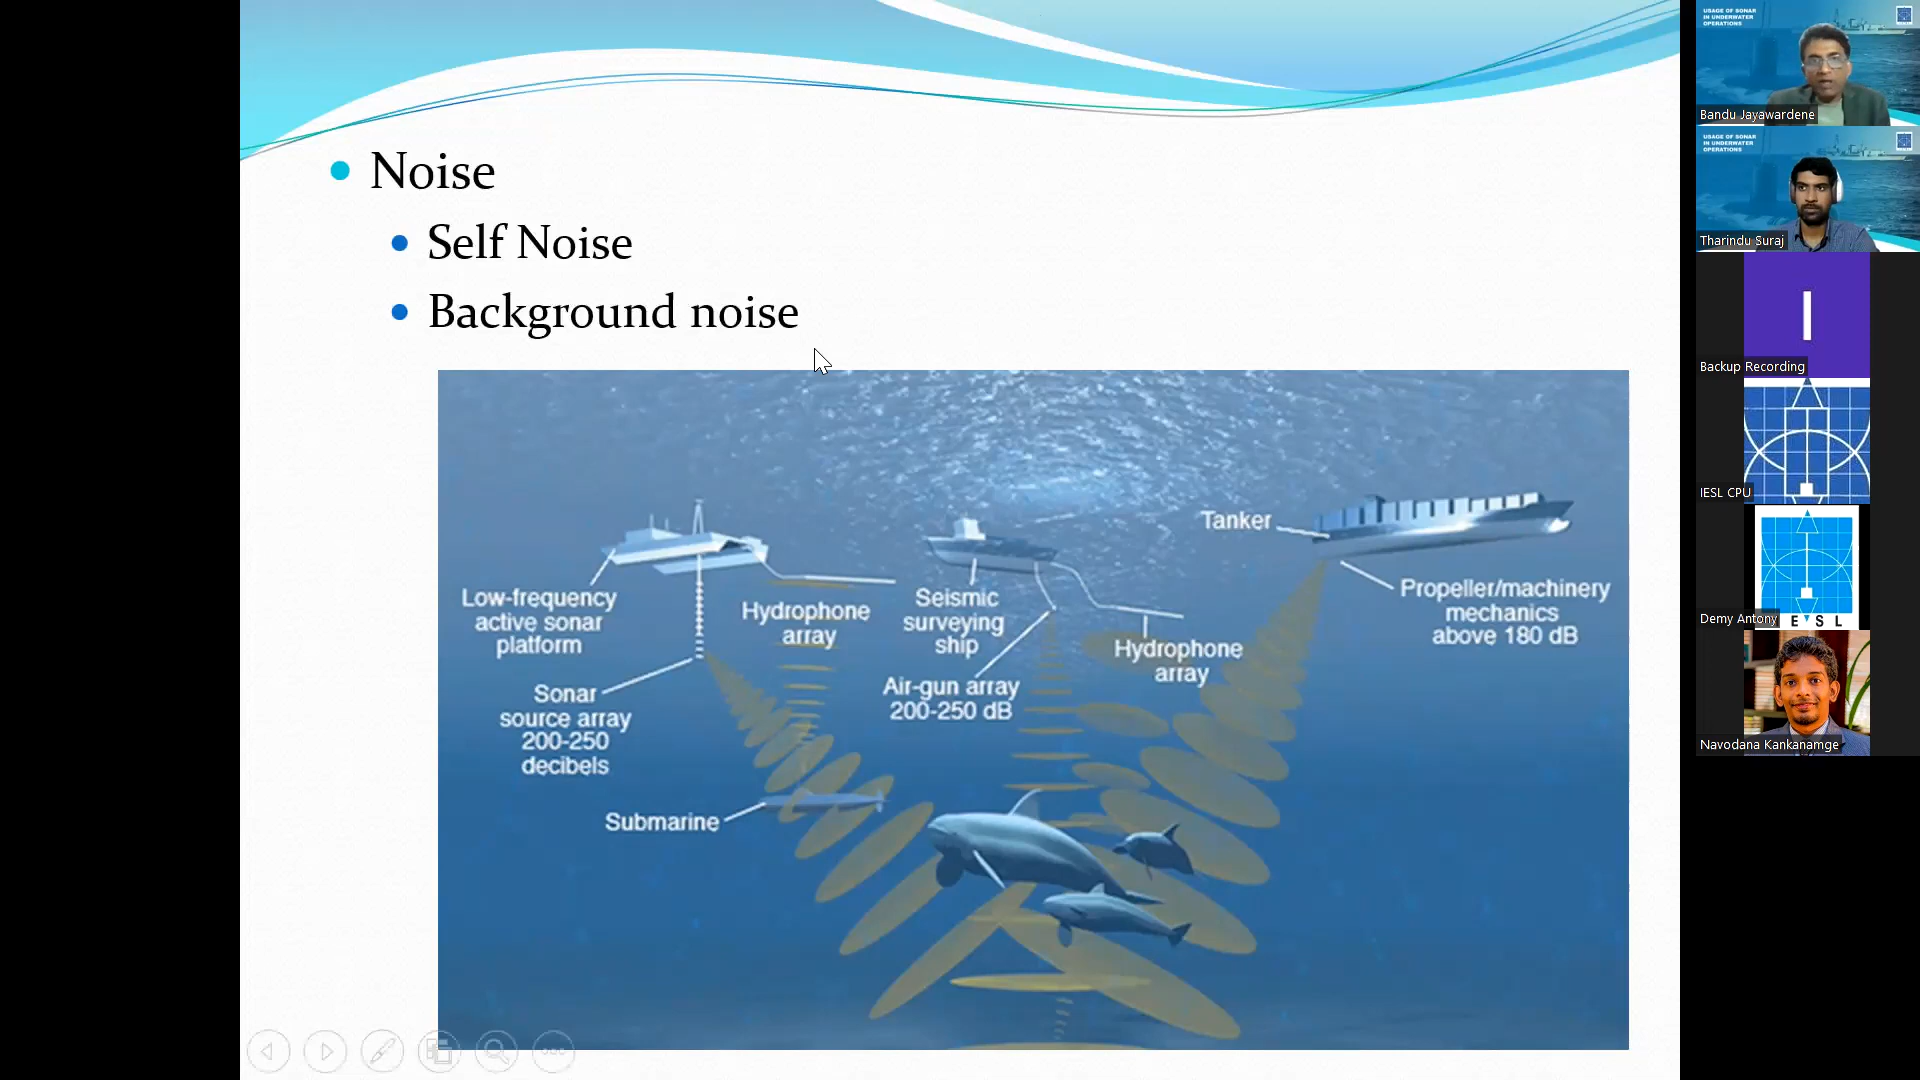 Noise
Self Noise
Background noise
Low-frequency
active sonar
platform
Hydrophone
array
Sonar
source array
200-250
decibels
Submarine
Seismic
surveying
ship
Air-gun array
200-250 dB
Hydrophone
array
Tanker
Propeller/machinery
mechanics
above 180 dB
USAGE OF SONAR
IN UNDERWATER
OPERATIONS
Bandu Jayawardene
USAGE OF SONAR
IN UNDERWATER
OPERATIONS
Tharindu Suraj
I
Backup Recording
IESL CPU
E S L
Demy Antony
Navodana Kankanamge